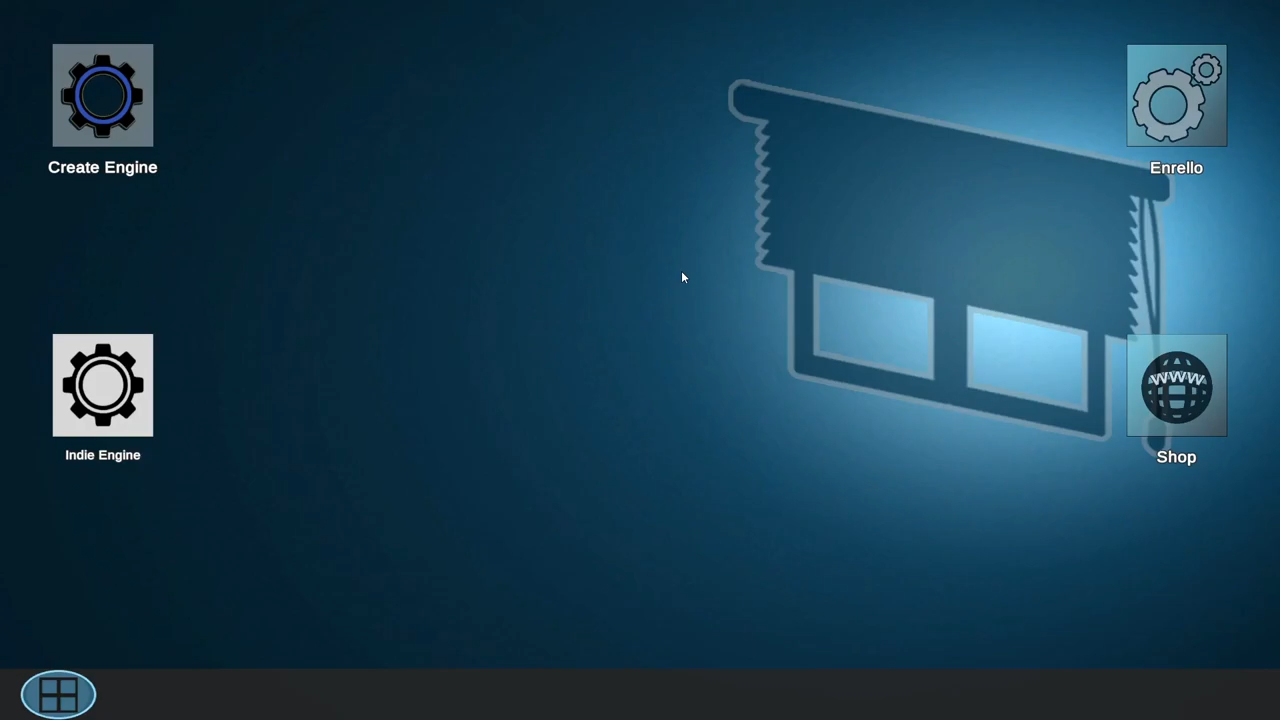 Create Engine
Enrello
WWW
Indie Engine
Shop